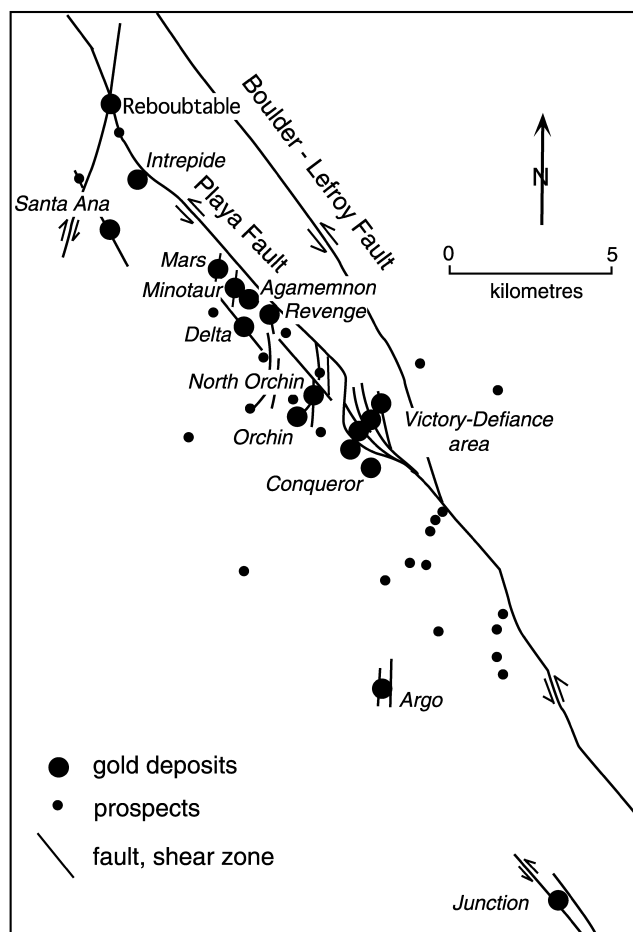 Reboubtable
Boulder - Lefroy Fault
Intrepide
N
Santa Ana
Playa Fault
0 5
kilometres
Mars
Minotaur
Agamemnon
Revenge
Delta
North Orchin
Orchin
Victory-Defiance
area
Conqueror
Argo
gold deposits
prospects
fault, shear zone
Junction